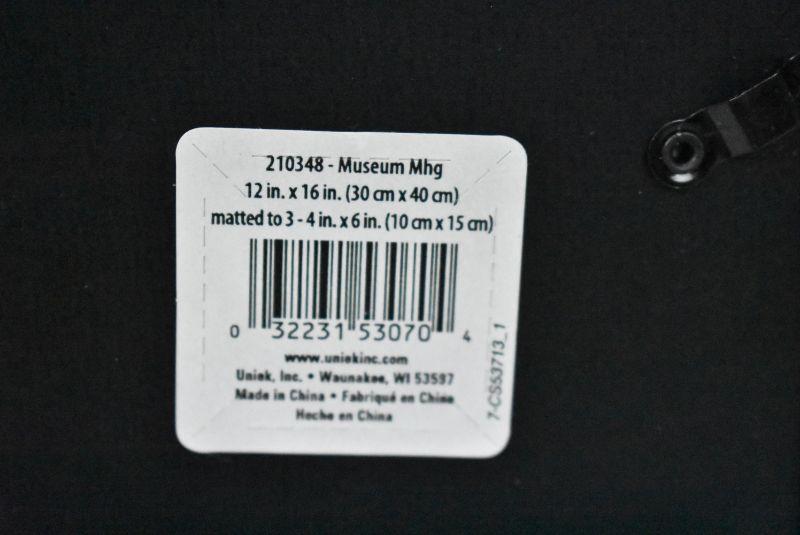 210348 - Museum Mhg
12 in. x 16 in. (30 cm x 40 cm)
matted to 3 - 4 in. x 6 in. (10 cm x 15 cm)
0 32231 53070 4
www.uniekinc.com
Uniek, Inc. • Waunakee, WI 53597
Made in China • Fabriqué en Chine
Hecho en China
7-CS53713_1